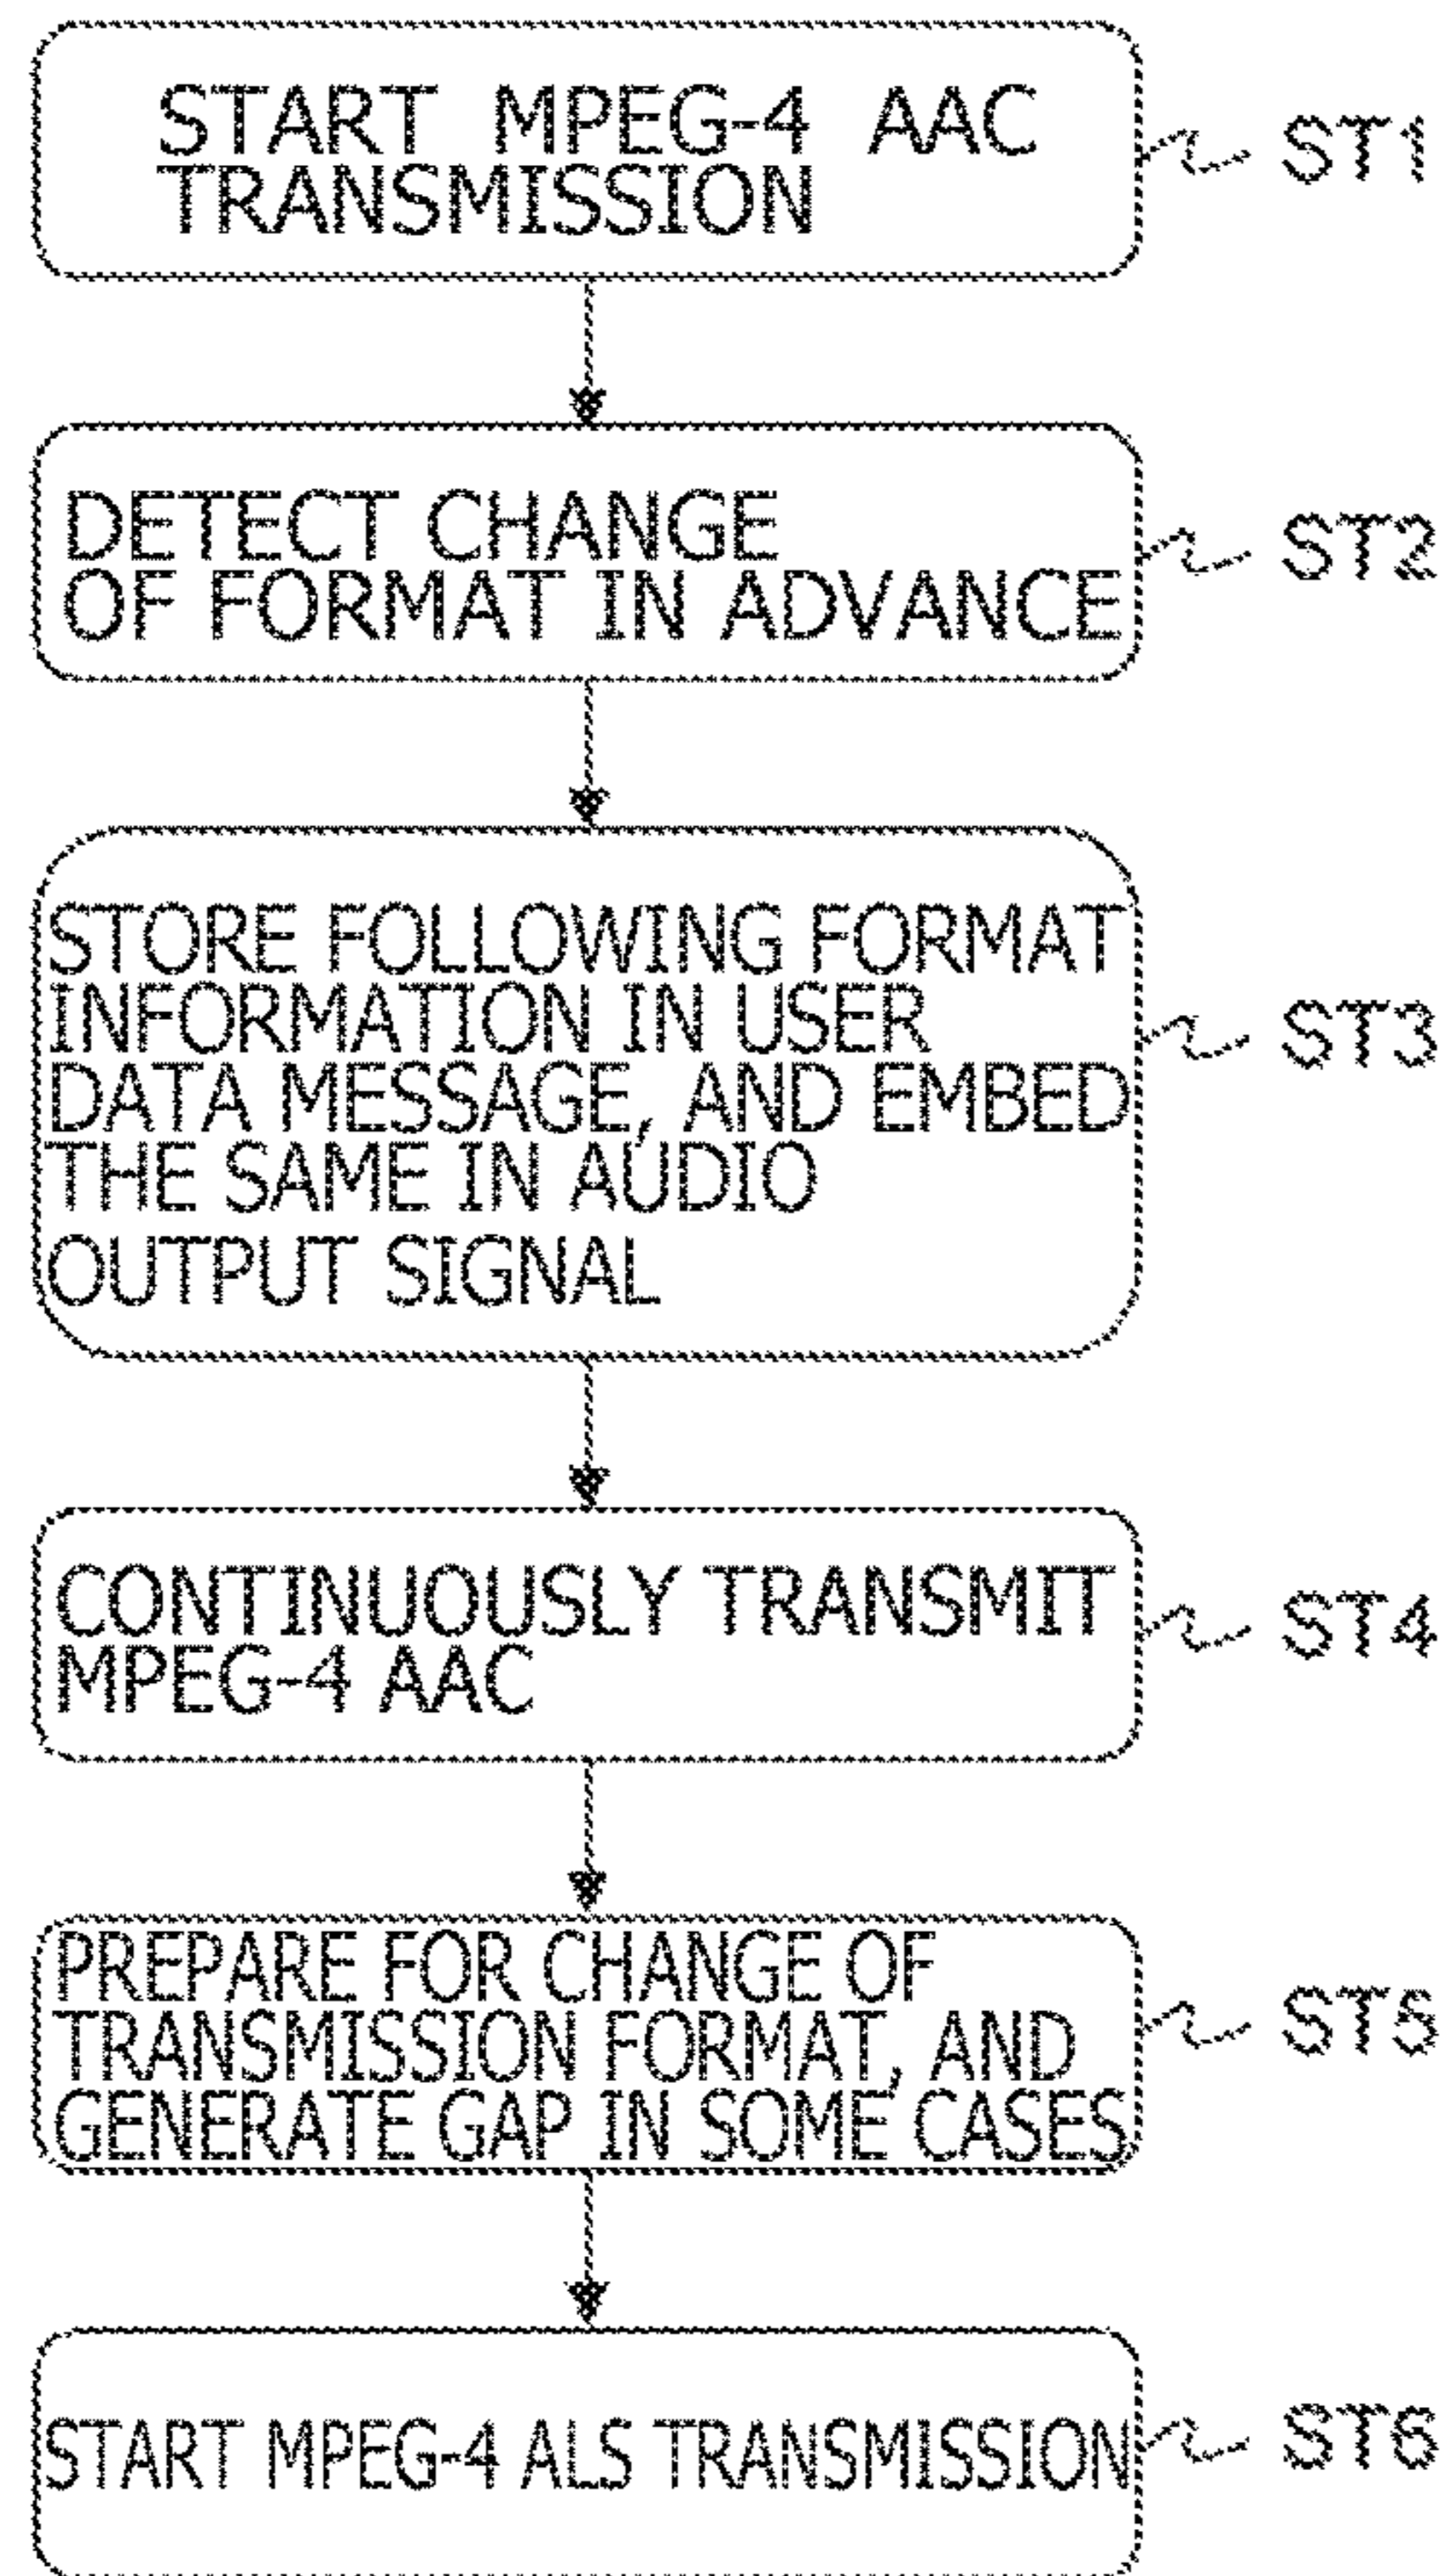 START MPEG-4 AAC
TRANSMISSION
ST1
DETECT CHANGE
OF FORMAT IN ADVANCE
ST2
STORE FOLLOWING FORMAT
INFORMATION IN USER
DATA MESSAGE, AND EMBED
THE SAME IN AUDIO
OUTPUT SIGNAL
ST3
CONTINUOUSLY TRANSMIT
MPEG-4 AAC
ST4
PREPARE FOR CHANGE OF
TRANSMISSION FORMAT, AND
GENERATE GAP IN SOME CASES
ST5
START MPEG-4 ALS TRANSMISSION
ST6